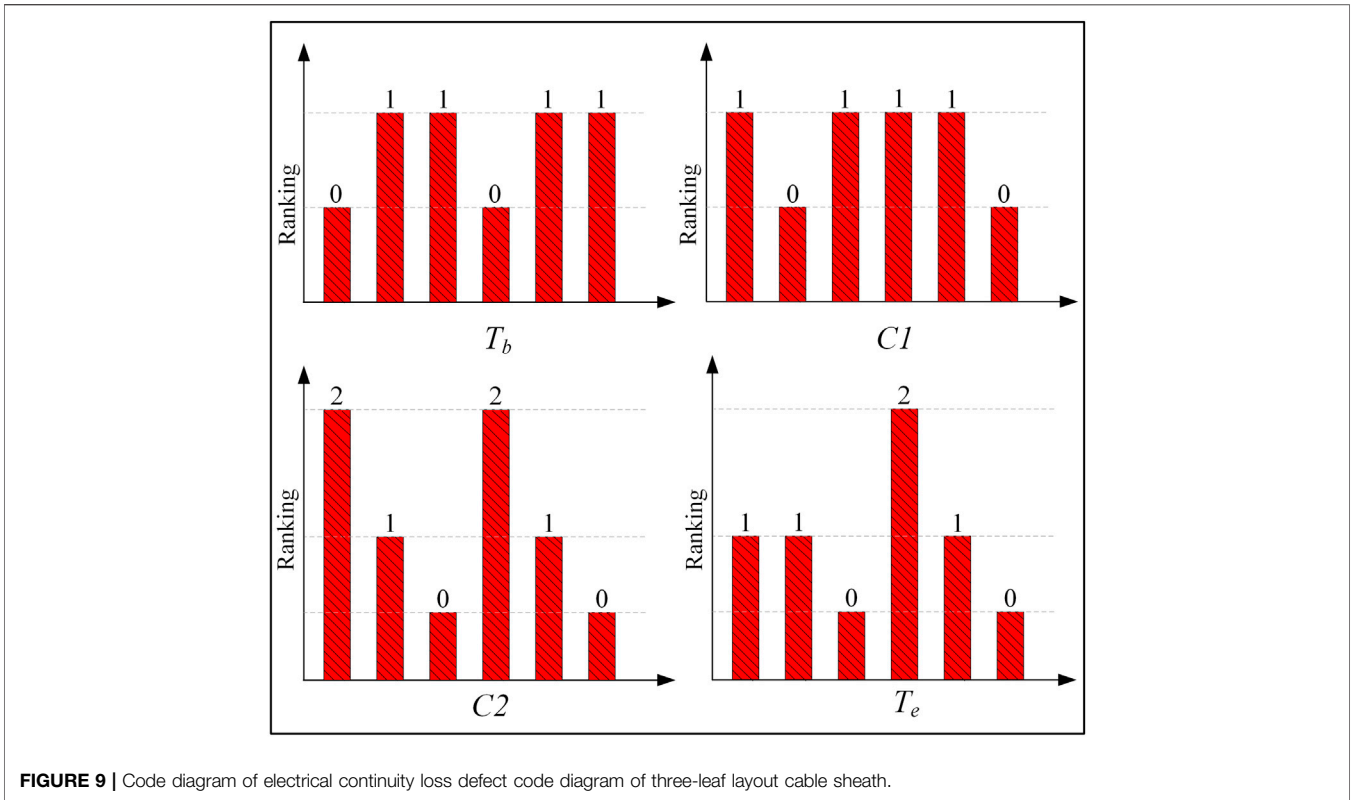 0 1 1 0 1 1
Ranking
T_b
1 0 1 1 1 0
Ranking
C1
2 1 0 2 1 0
Ranking
C2
1 1 0 2 1 0
Ranking
T_e
FIGURE 9 | Code diagram of electrical continuity loss defect code diagram of three-leaf layout cable sheath.